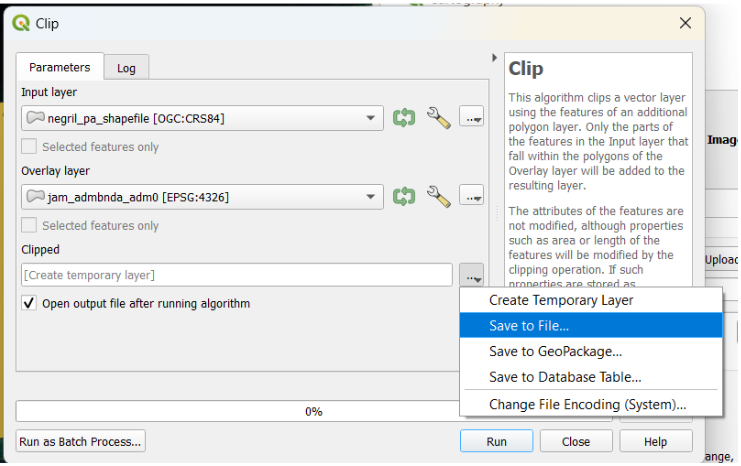 Clip
Parameters
Log
Input layer
negril_pa_shapefile [OGC:CRS84]
Selected features only
Overlay layer
jam_admbnda_adm0 [EPSG:4326]
Selected features only
Clipped
[Create temporary layer]
Open output file after running algorithm
0%
Run as Batch Process...
Run
Close
Help
Clip
This algorithm clips a vector layer
using the features of an additional
polygon layer. Only the parts of
the features in the Input layer that
fall within the polygons of the
Overlay layer will be added to the
resulting layer.
The attributes of the features are
not modified, although properties
such as area or length of the
features will be modified by the
clipping operation. If such
properties are stored as
Create Temporary Layer
Save to File...
Save to GeoPackage...
Save to Database Table...
Change File Encoding (System)...
Imag
Uploac
ange,